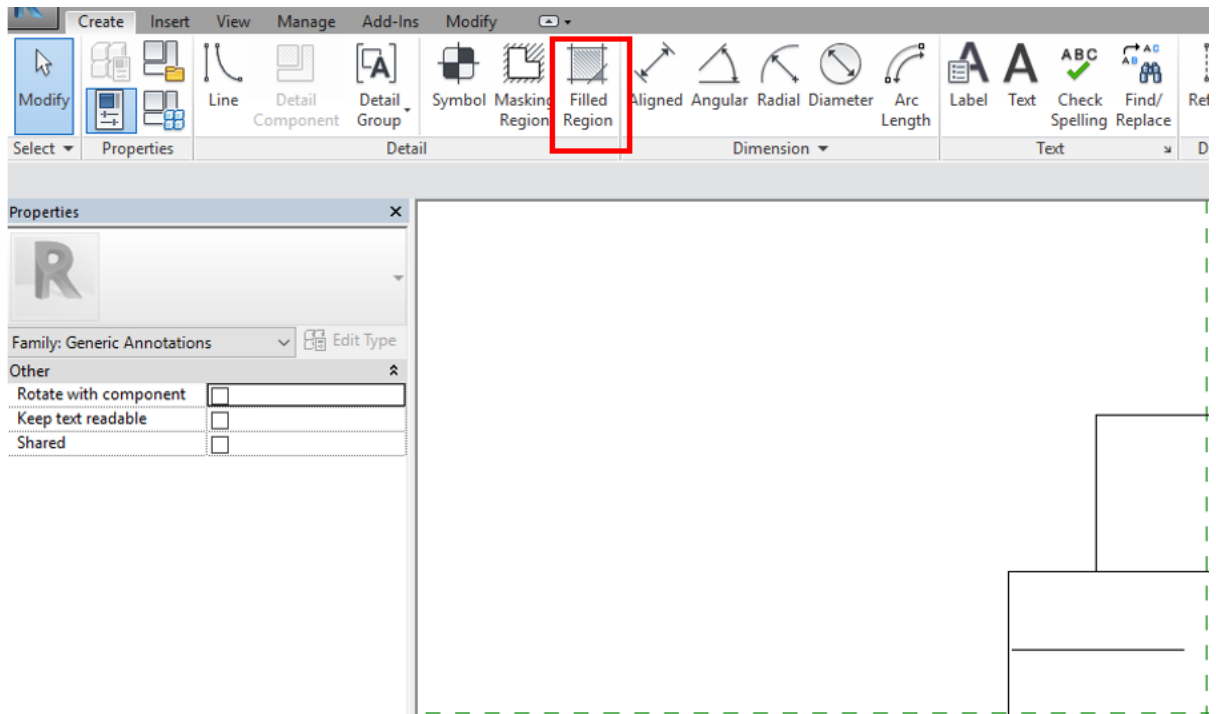 Create Insert View Manage Add-Ins Modify
Modify Line Detail Component Detail Group Symbol Masking Region Filled Region Aligned Angular Radial Diameter Arc Length Label Text Check Spelling Find/ Replace
Select Properties Detail Dimension Text
Properties
Family: Generic Annotations Edit Type
Other
Rotate with component
Keep text readable
Shared